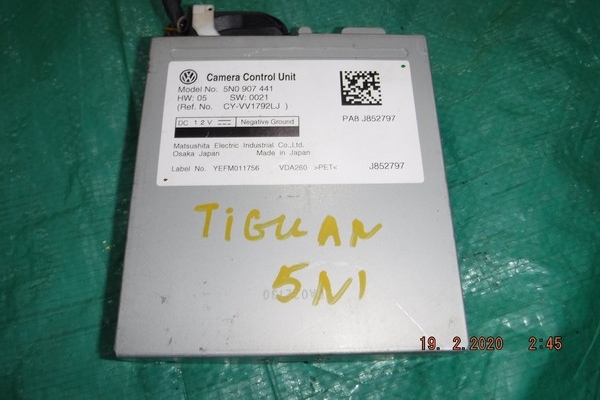 Camera Control Unit
Model No. 5N0 907 441
HW: 05 SW: 0021
(Ref. No. CY-VV1792LJ )
PA8 J852797
DC 12V Negative Ground
Matsushita Electric Industrial Co.,Ltd.
Osaka Japan Made in Japan
Label No. YEFM011756 VDA260 >PET< J852797
TIGUAN
5N1
19. 2.2020 2:45